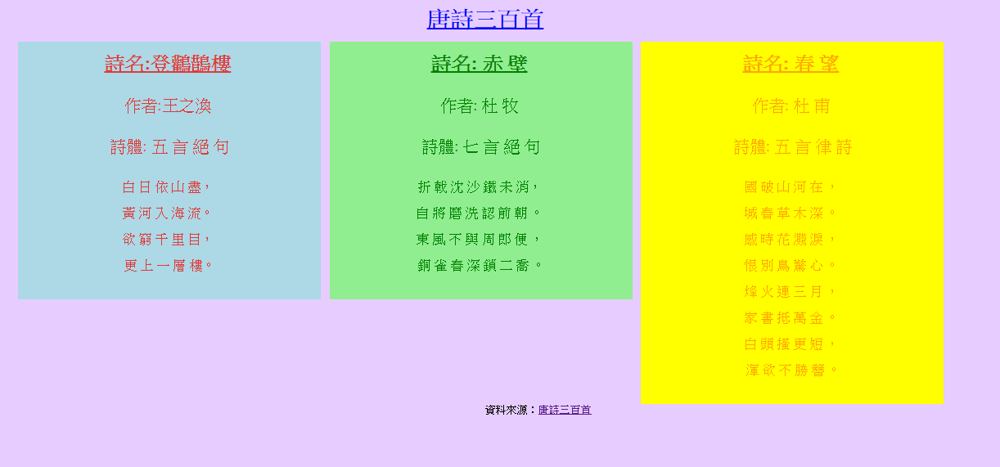 唐詩三百首
詩名:登鸛鵲樓
作者:王之渙
詩體: 五 言 絕 句
白 日 依 山 盡，
黃 河 入 海 流。
欲 窮 千 里 目，
更 上 一 層 樓。
詩名: 赤 壁
作者: 杜 牧
詩體: 七 言 絕 句
折 戟 沈 沙 鐵 未 消，
自 將 磨 洗 認 前 朝 。
東 風 不 與 周 郎 便 ，
銅 雀 春 深 鎖 二 喬 。
詩名: 春 望
作者: 杜 甫
詩體: 五 言 律 詩
國 破 山 河 在 ，
城 春 草 木 深 。
感 時 花 濺 淚 ，
恨 別 鳥 驚 心 。
烽 火 連 三 月 ，
家 書 抵 萬 金 。
白 頭 搔 更 短 ，
渾 欲 不 勝 簪 。
資料來源：唐詩三百首